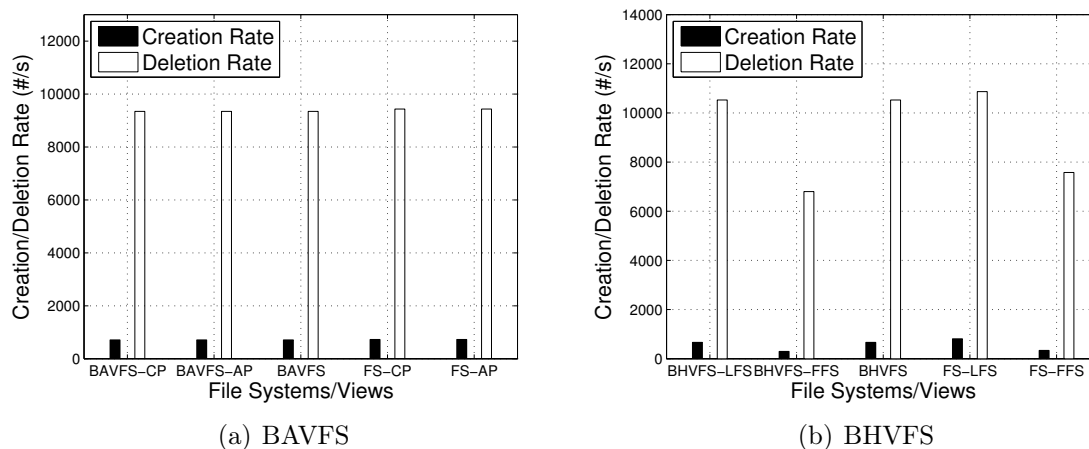 12000
10000
8000
6000
4000
2000
0
Creation/Deletion Rate (#/s)
Creation Rate
Deletion Rate
BAVFS−CP BAVFS−AP BAVFS FS−CP FS−AP
File Systems/Views
(a) BAVFS
14000
12000
10000
8000
6000
4000
2000
0
Creation/Deletion Rate (#/s)
Creation Rate
Deletion Rate
BHVFS−LFS BHVFS−FFS BHVFS FS−LFS FS−FFS
File Systems/Views
(b) BHVFS